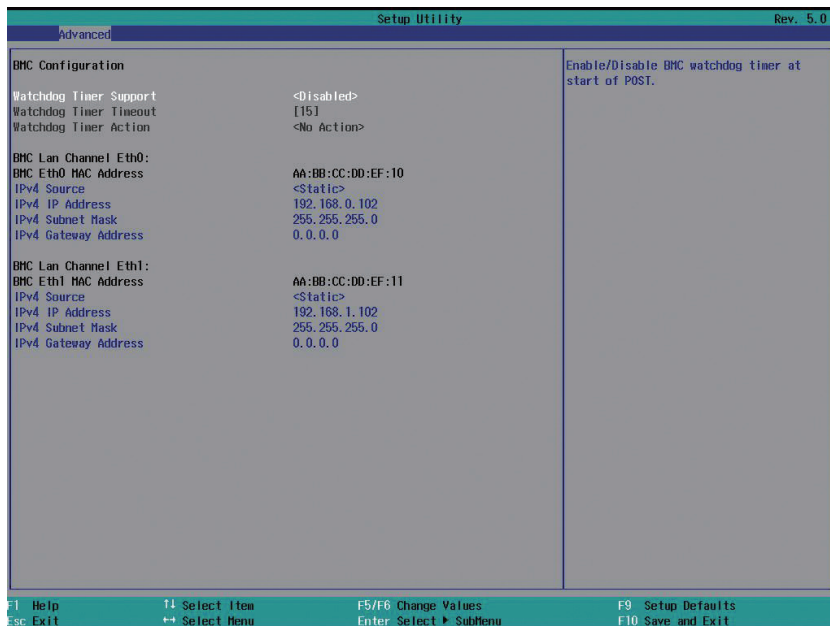 Setup Utility Rev. 5.0
Advanced
BMC Configuration
Watchdog Timer Support <Disabled>
Watchdog Timer Timeout [15]
Watchdog Timer Action <No Action>
BMC Lan Channel Eth0:
BMC Eth0 MAC Address AA:BB:CC:DD:EF:10
IPv4 Source <Static>
IPv4 IP Address 192.168.0.102
IPv4 Subnet Mask 255.255.255.0
IPv4 Gateway Address 0.0.0.0
BMC Lan Channel Eth1:
BMC Eth1 MAC Address AA:BB:CC:DD:EF:11
IPv4 Source <Static>
IPv4 IP Address 192.168.1.102
IPv4 Subnet Mask 255.255.255.0
IPv4 Gateway Address 0.0.0.0
Enable/Disable BMC watchdog timer at
start of POST.
F1 Help ↑↓ Select Item F5/F6 Change Values F9 Setup Defaults
Esc Exit ↔ Select Menu Enter Select ▶ SubMenu F10 Save and Exit